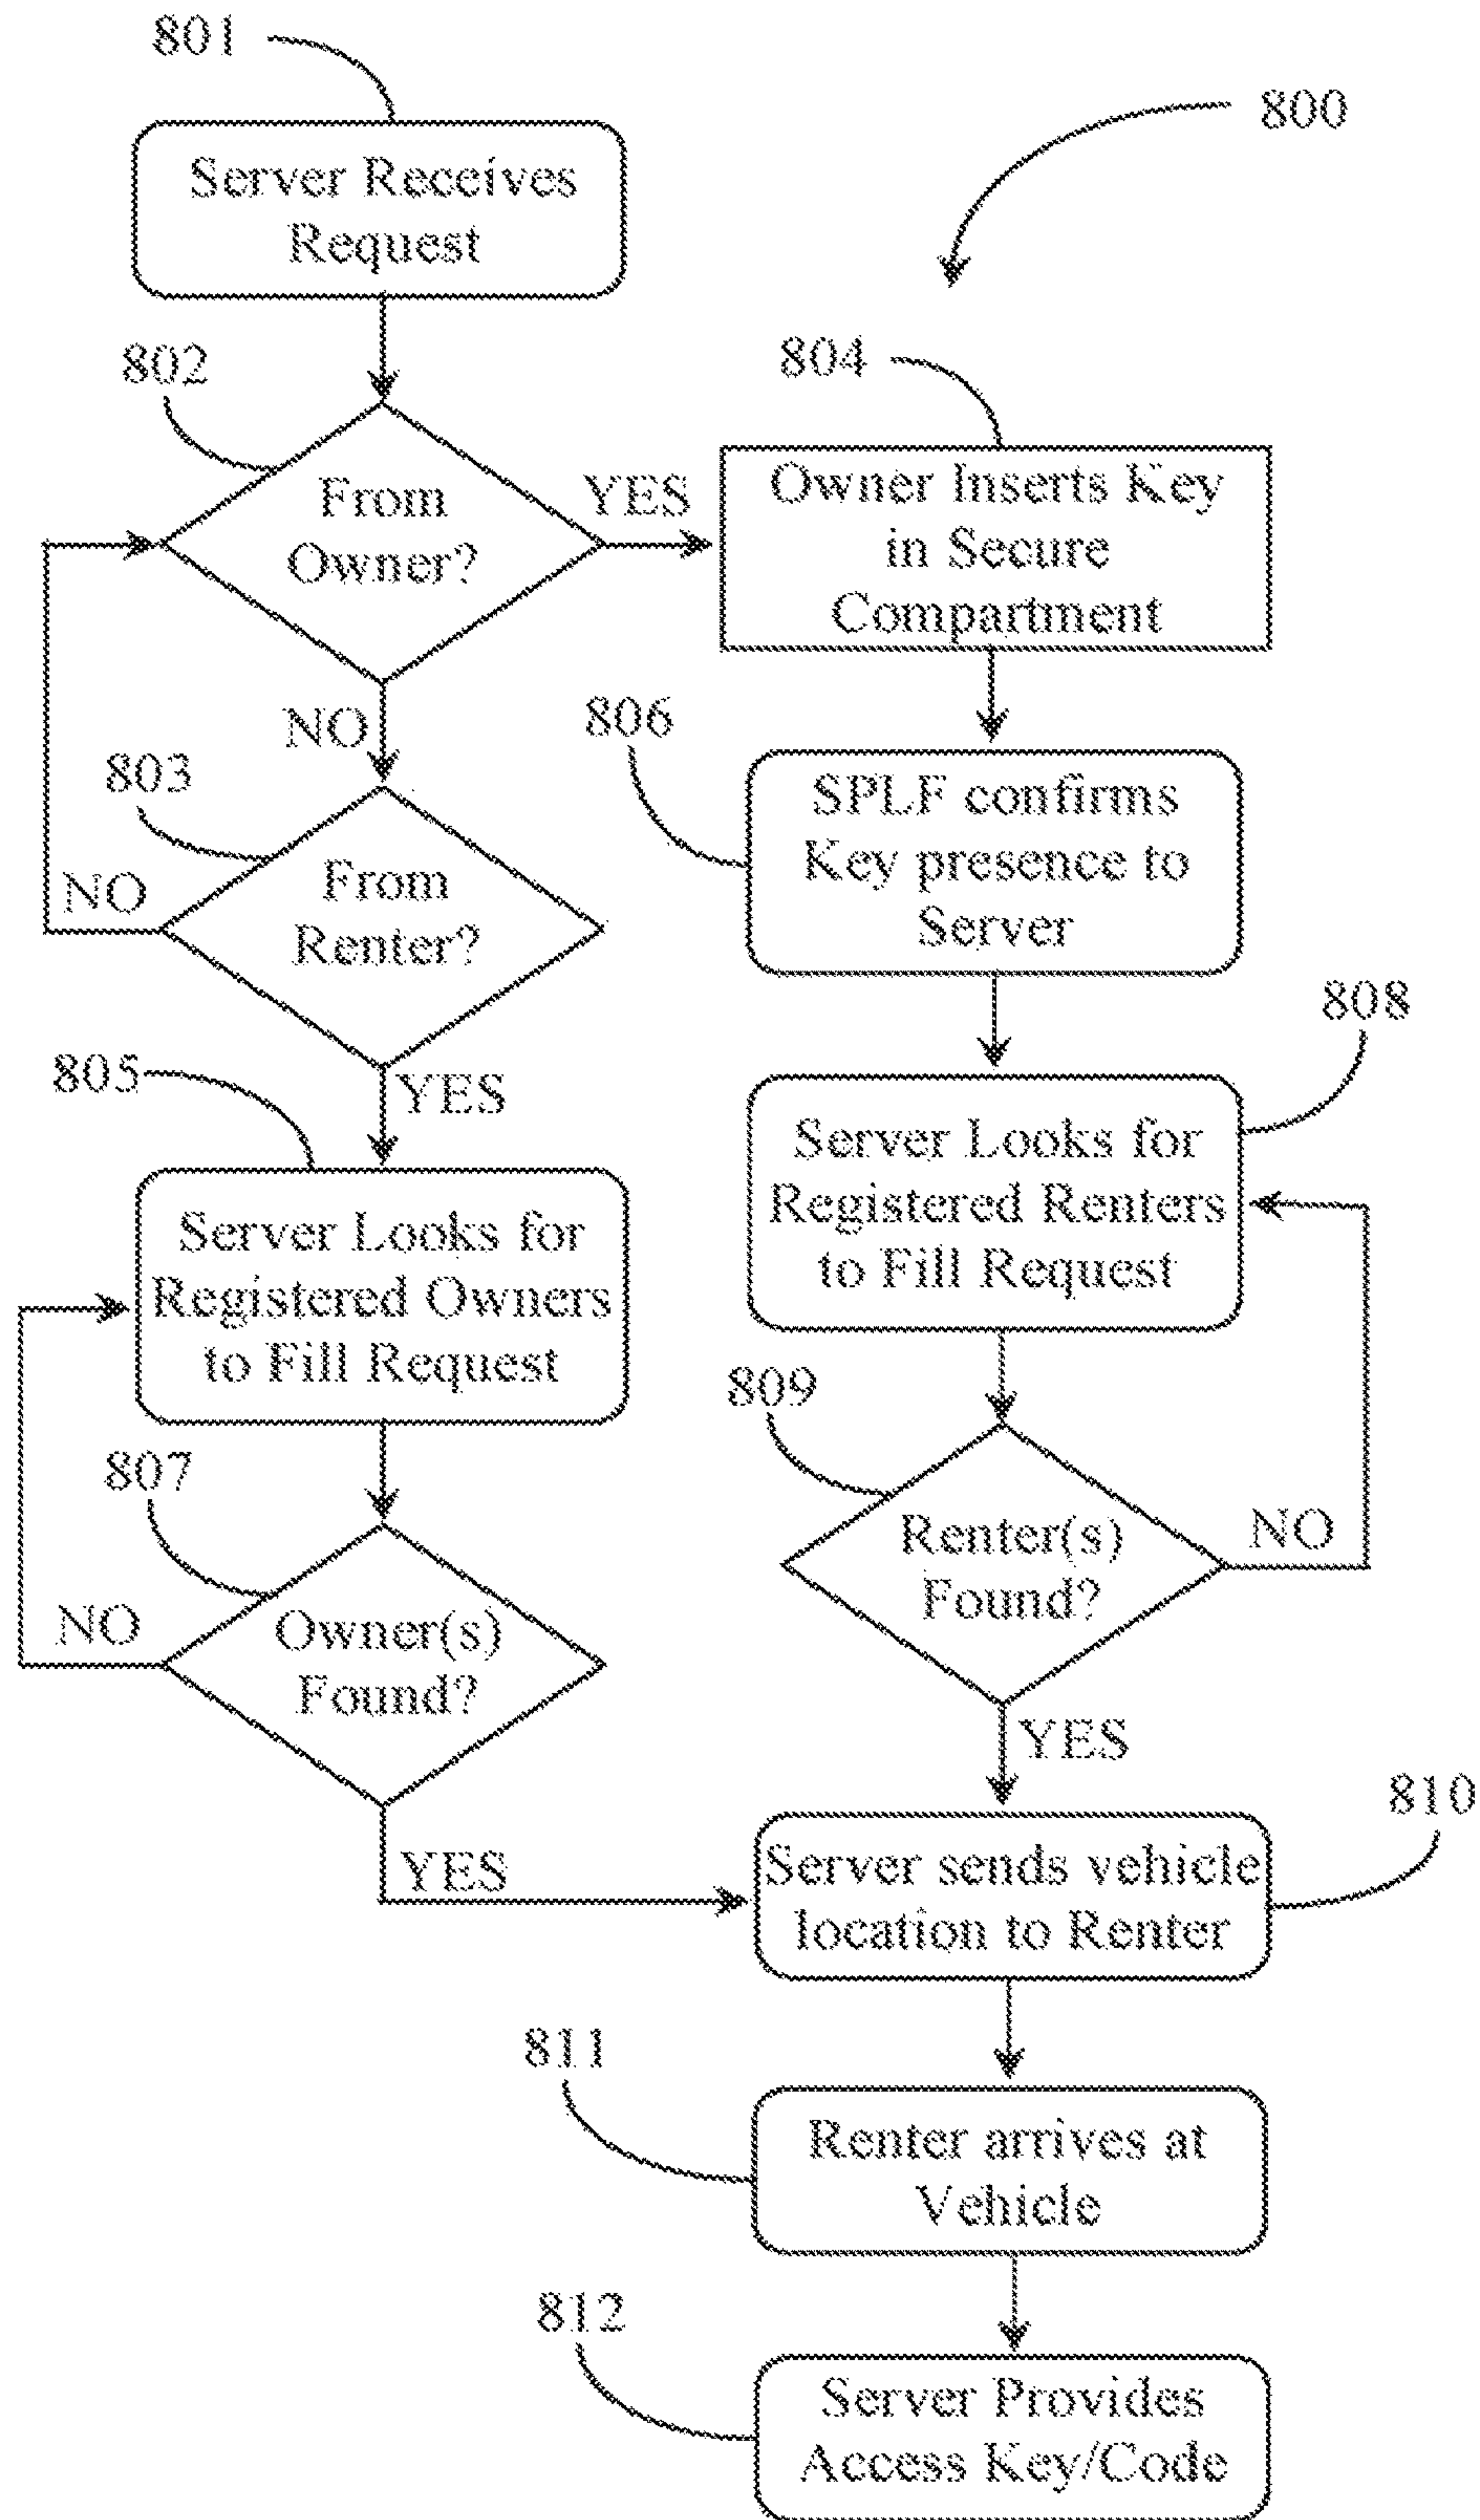 801
800
Server Receives
Request
802
804
From
Owner?
YES
Owner Inserts Key
in Secure
Compartment
NO
806
803
SPLF confirms
Key presence to
Server
From
Renter?
NO
808
805
YES
Server Looks for
Registered Renters
to Fill Request
Server Looks for
Registered Owners
to Fill Request
809
807
Renter(s)
Found?
NO
Owner(s)
Found?
NO
YES
810
YES
Server sends vehicle
location to Renter
811
Renter arrives at
Vehicle
812
Server Provides
Access Key/Code